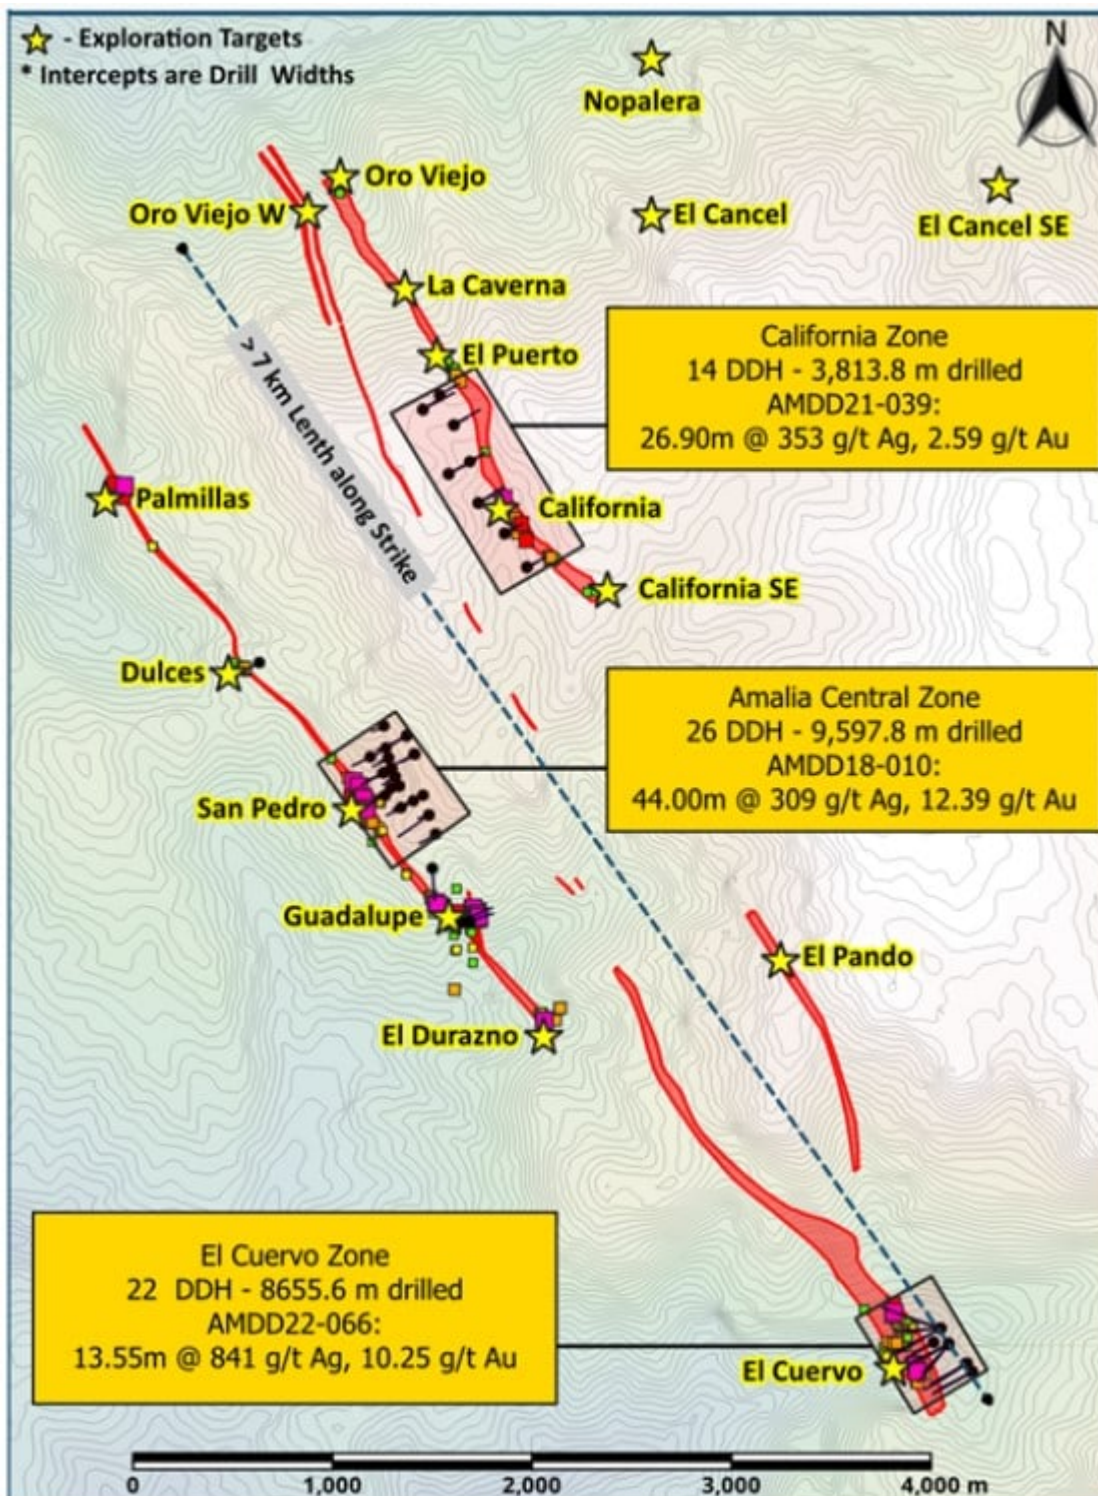 - Exploration Targets
* Intercepts are Drill Widths
N
Nopalera
Oro Viejo
Oro Viejo W
El Cancel
El Cancel SE
La Caverna
El Puerto
California Zone
14 DDH - 3,813.8 m drilled
AMDD21-039:
26.90m @ 353 g/t Ag, 2.59 g/t Au
> 7 km Lenth along Strike
Palmillas
California
California SE
Dulces
Amalia Central Zone
26 DDH - 9,597.8 m drilled
AMDD18-010:
44.00m @ 309 g/t Ag, 12.39 g/t Au
San Pedro
Guadalupe
El Pando
El Durazno
El Cuervo Zone
22 DDH - 8655.6 m drilled
AMDD22-066:
13.55m @ 841 g/t Ag, 10.25 g/t Au
El Cuervo
0 1,000 2,000 3,000 4,000 m